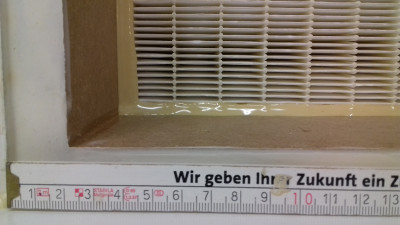 Wir geben Ihrer Zukunft ein Z
1 2 3 4 5 6 7 8 9 10 11 12 13